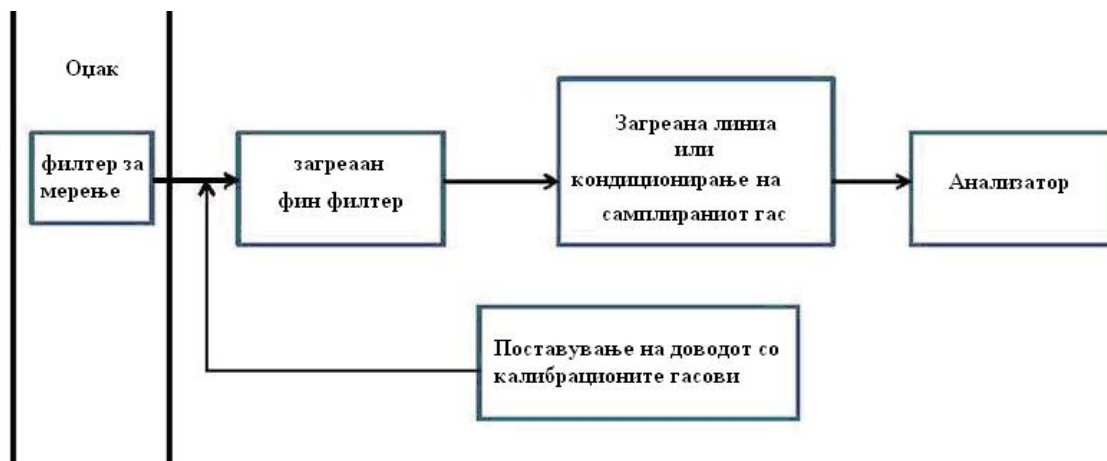 Оџак
филтер за
мерење
загреаан
фин филтер
Загреана линиа
или
кондиционирање на
самплираниот гас
Анализатор
Поставување на доводот со
калибрационите гасови